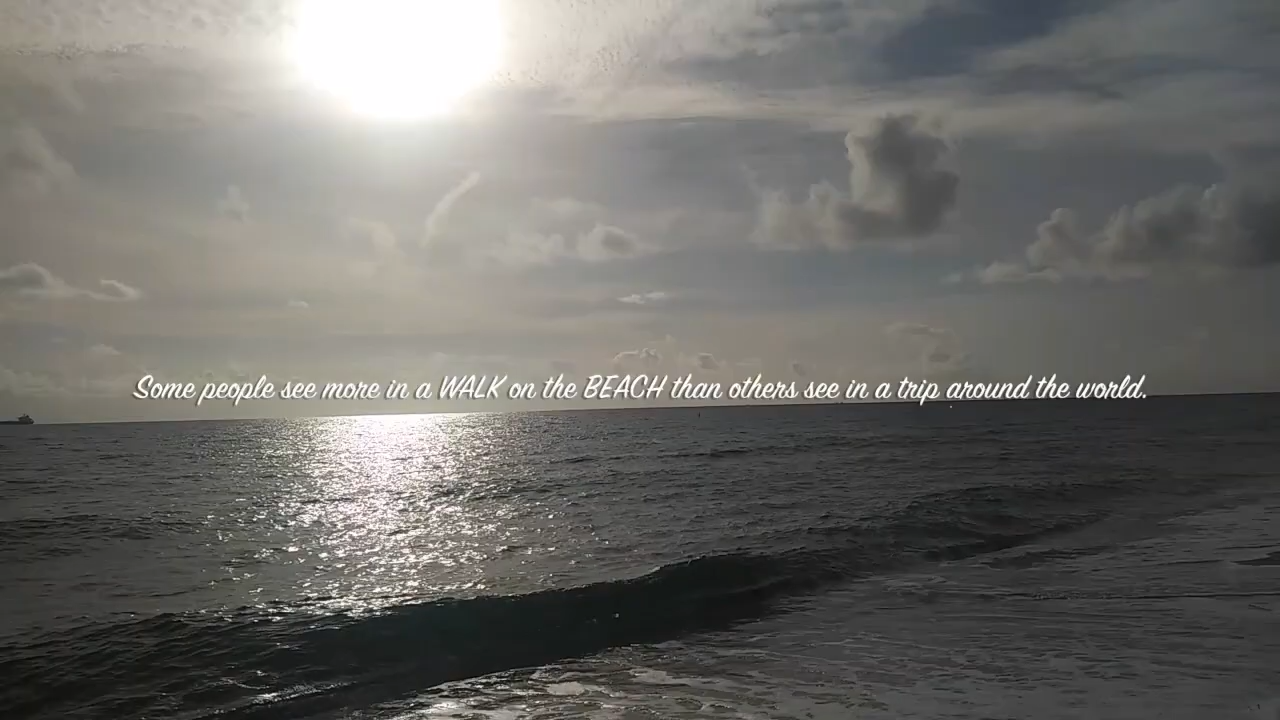 Some people see more in a WALK on the BEACH than others see in a trip around the world.